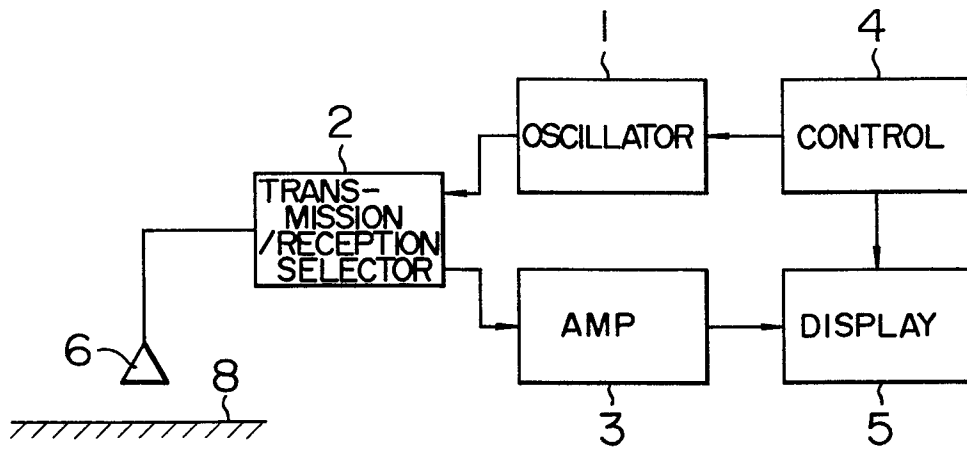 1
4
OSCILLATOR
CONTROL
2
TRANS-
MISSION
/RECEPTION
SELECTOR
AMP
DISPLAY
6
8
3
5